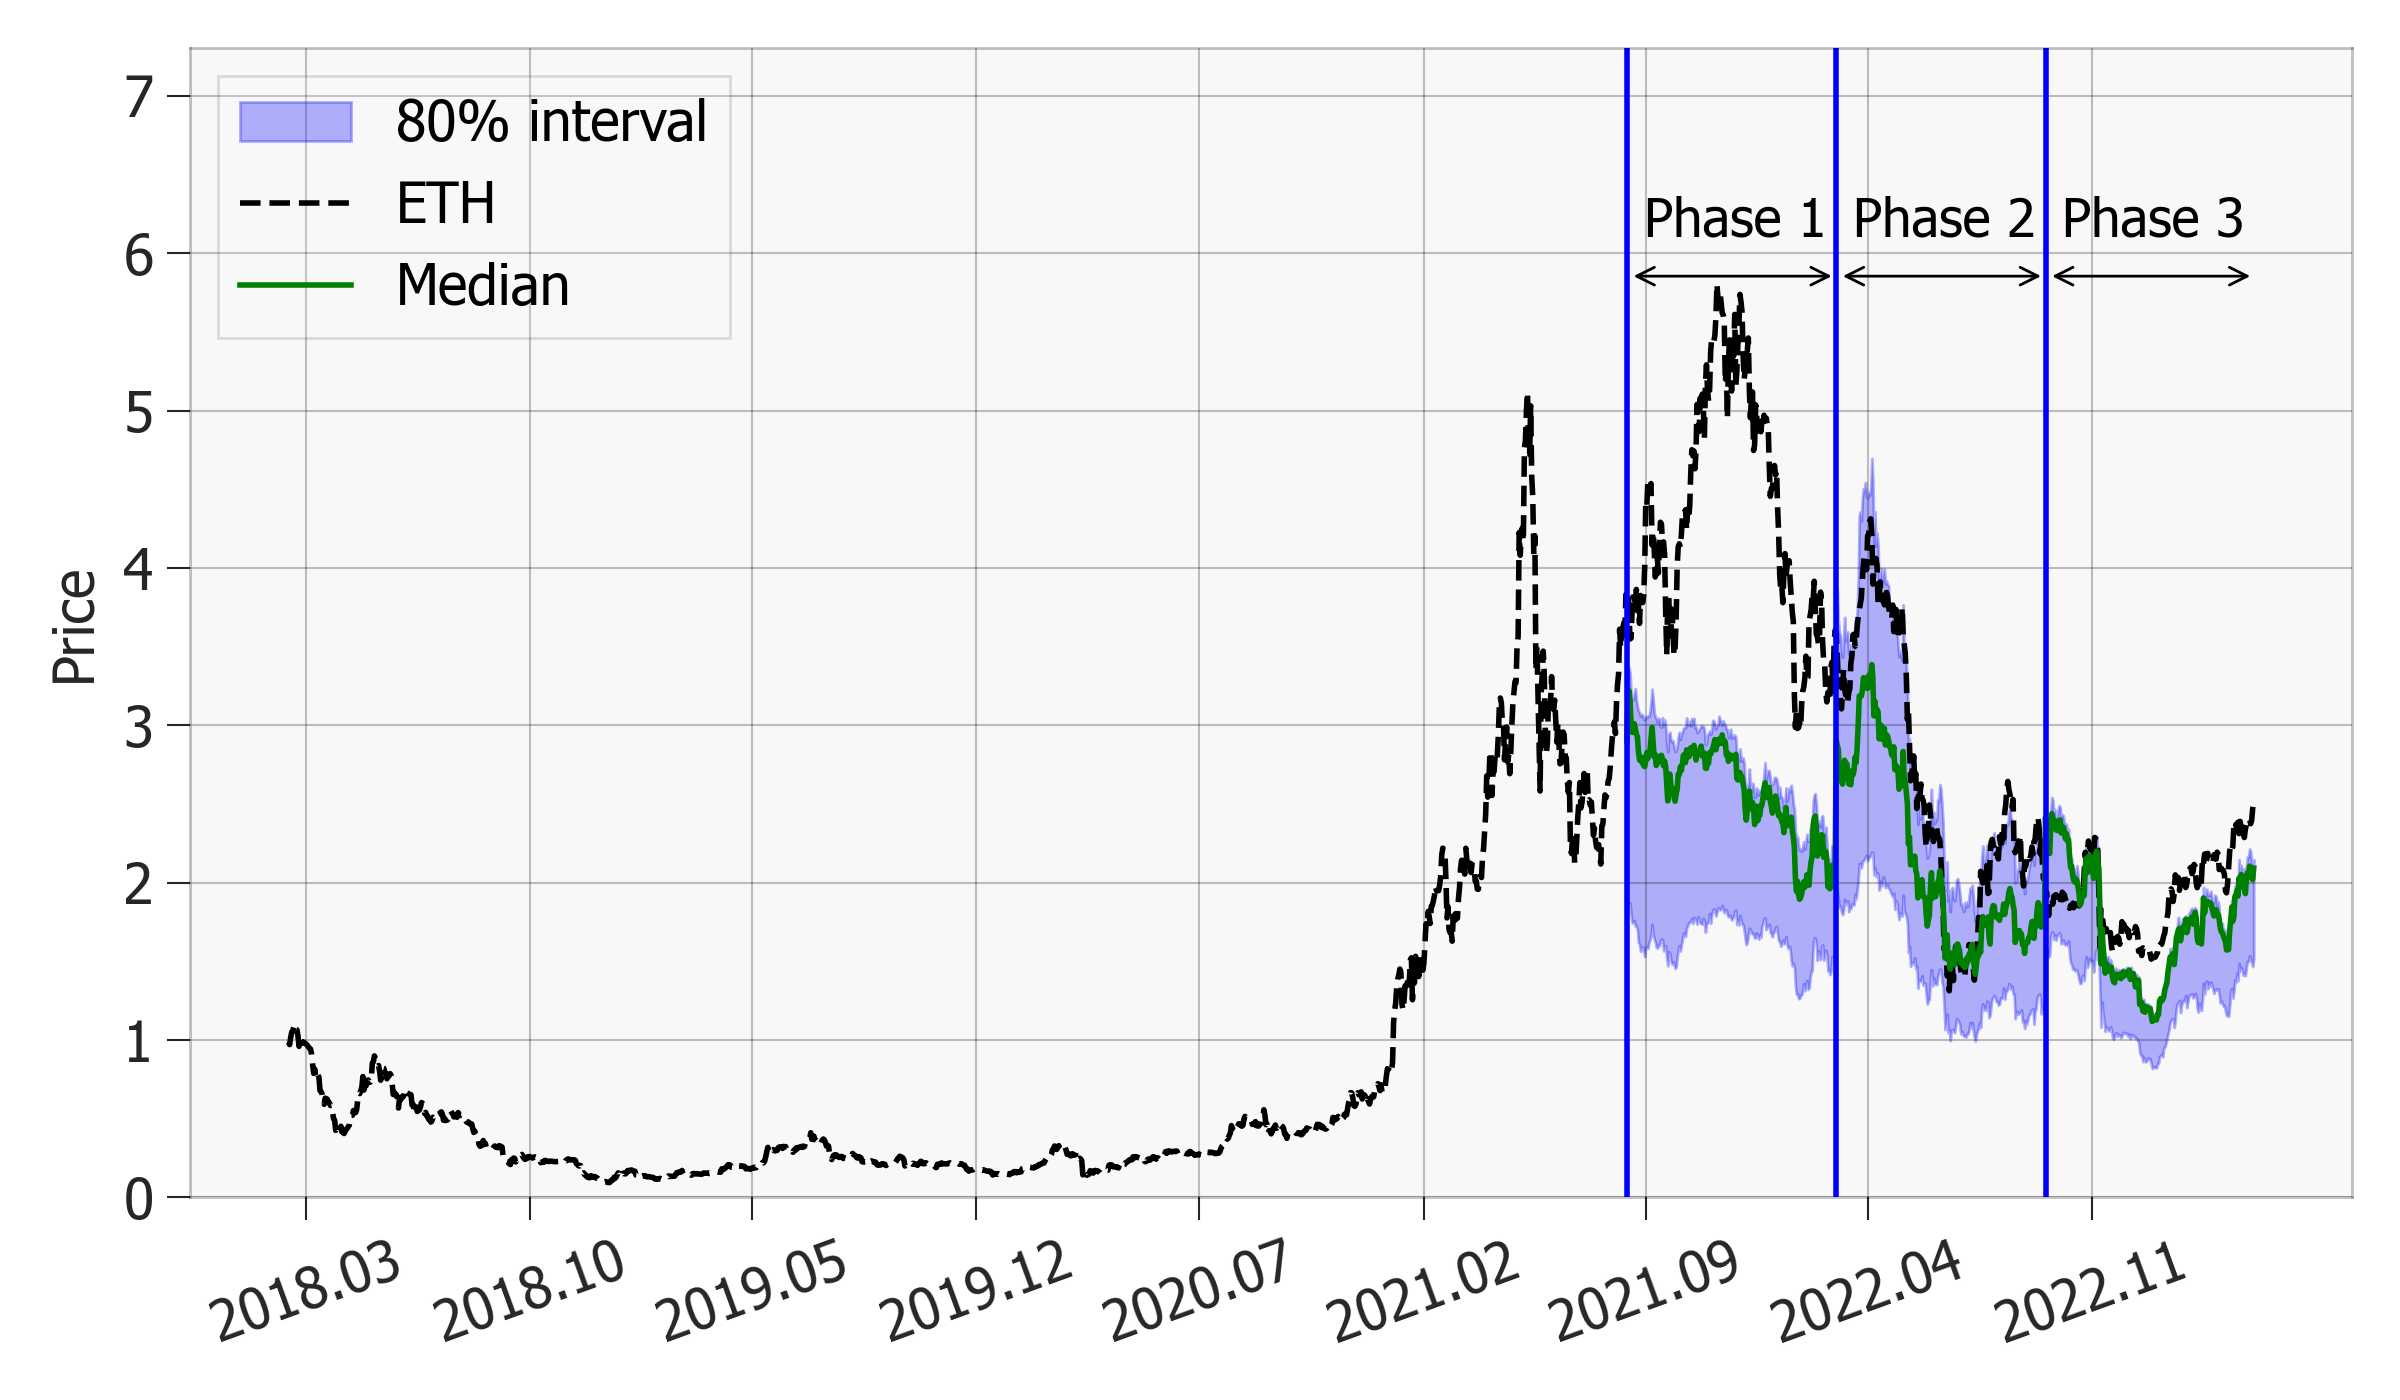 80% interval
ETH
Median
Phase 1
Phase 2
Phase 3
Price
7
6
5
4
3
2
1
0
2018.03
2018.10
2019.05
2019.12
2020.07
2021.02
2021.09
2022.04
2022.11